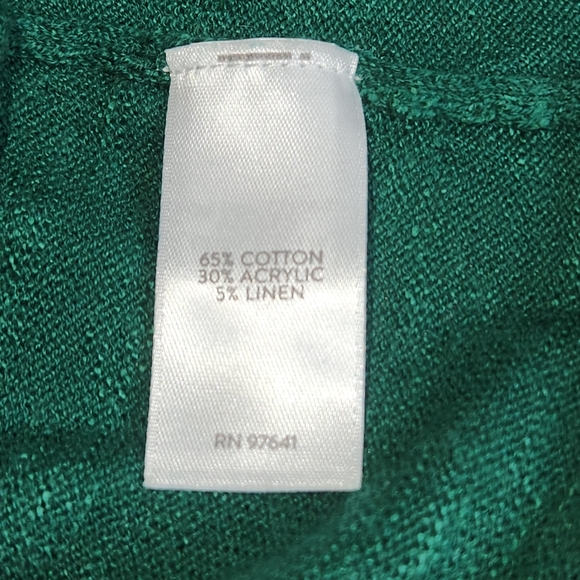 65% COTTON
30% ACRYLIC
5% LINEN
RN 97641